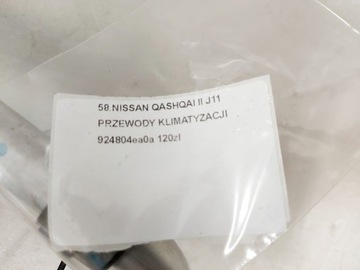 58.NISSAN QASHQAI II J11
PRZEWODY KLIMATYZACJI
924804ea0a 120zl